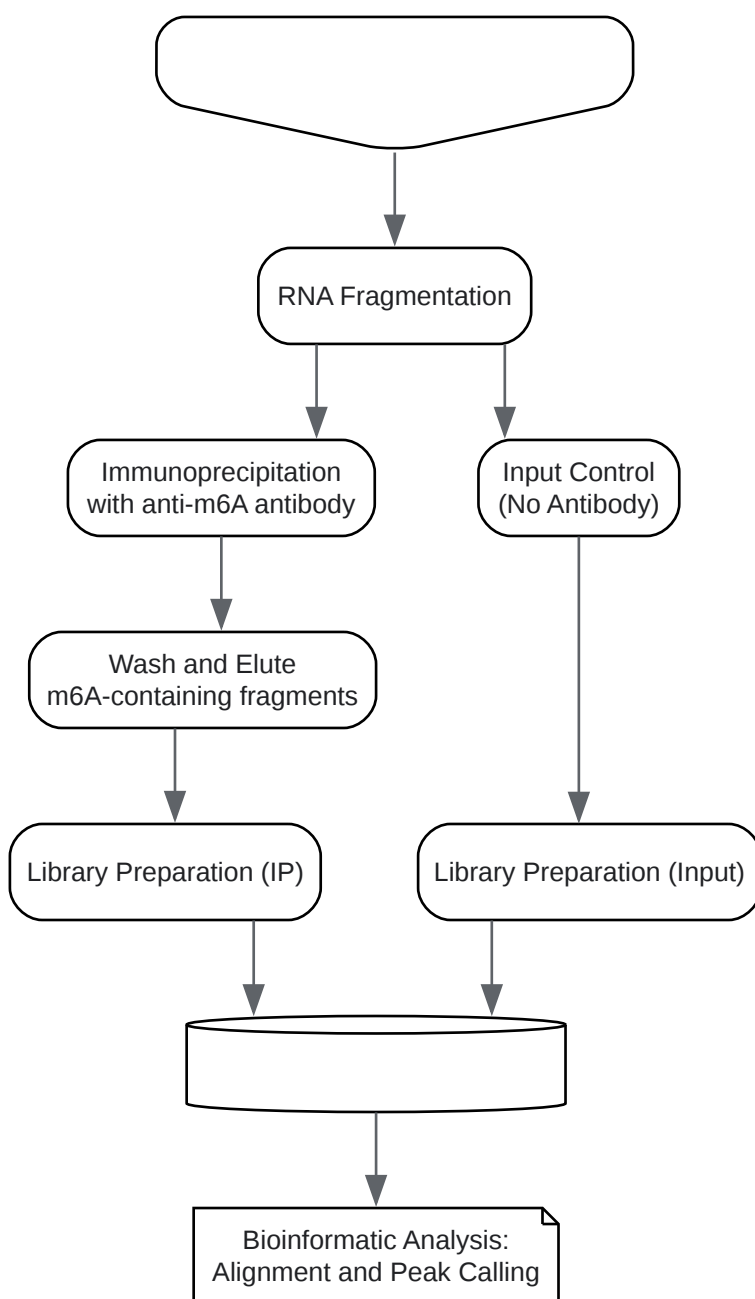 RNA Fragmentation
Immunoprecipitation
with anti-m6A antibody
Input Control
(No Antibody)
Wash and Elute
m6A-containing fragments
Library Preparation (IP)
Library Preparation (Input)
Bioinformatic Analysis:
Alignment and Peak Calling